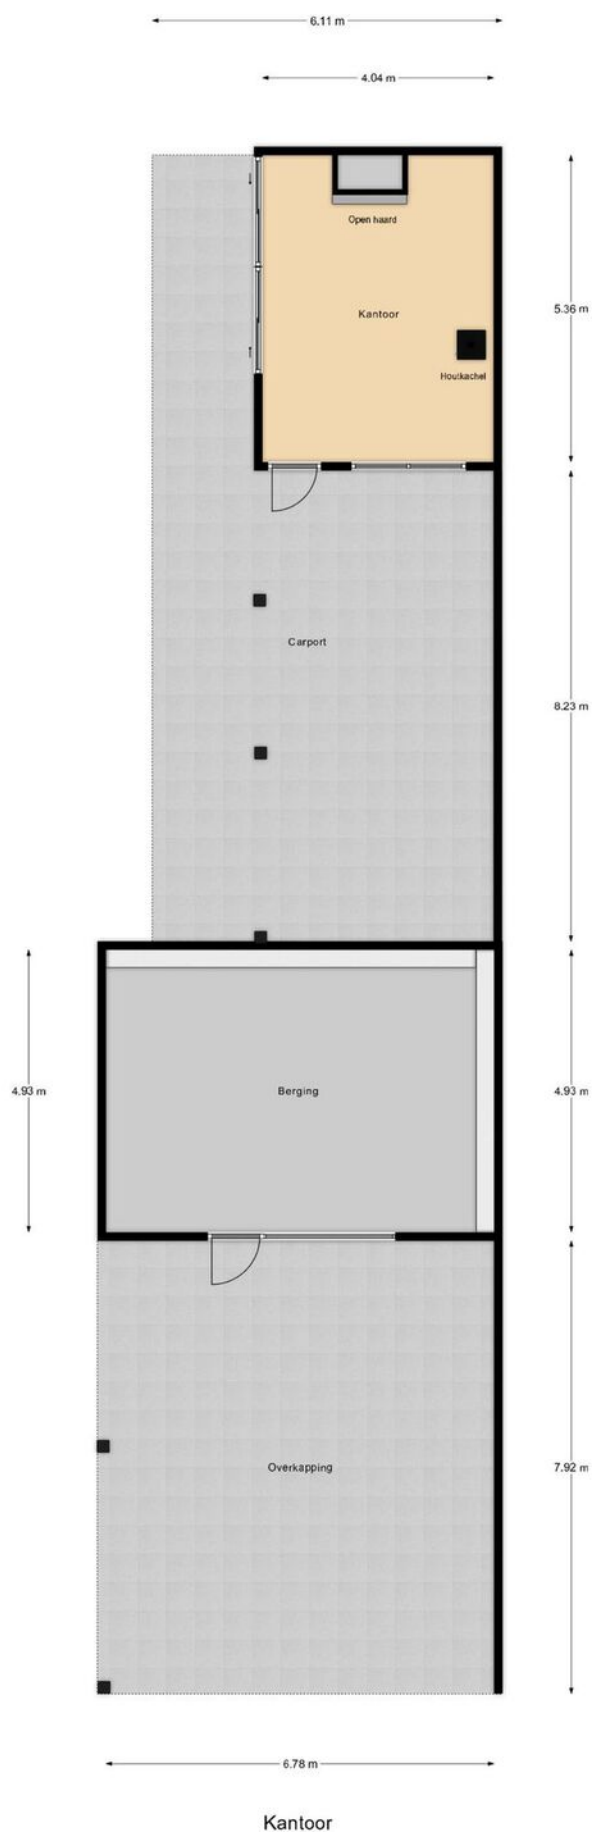 6.11 m
4.04 m
Open haard
5.36 m
Kantoor
Houtkachel
Carport
8.23 m
4.93 m
Berging
4.93 m
Overkapping
7.92 m
6.78 m
Kantoor